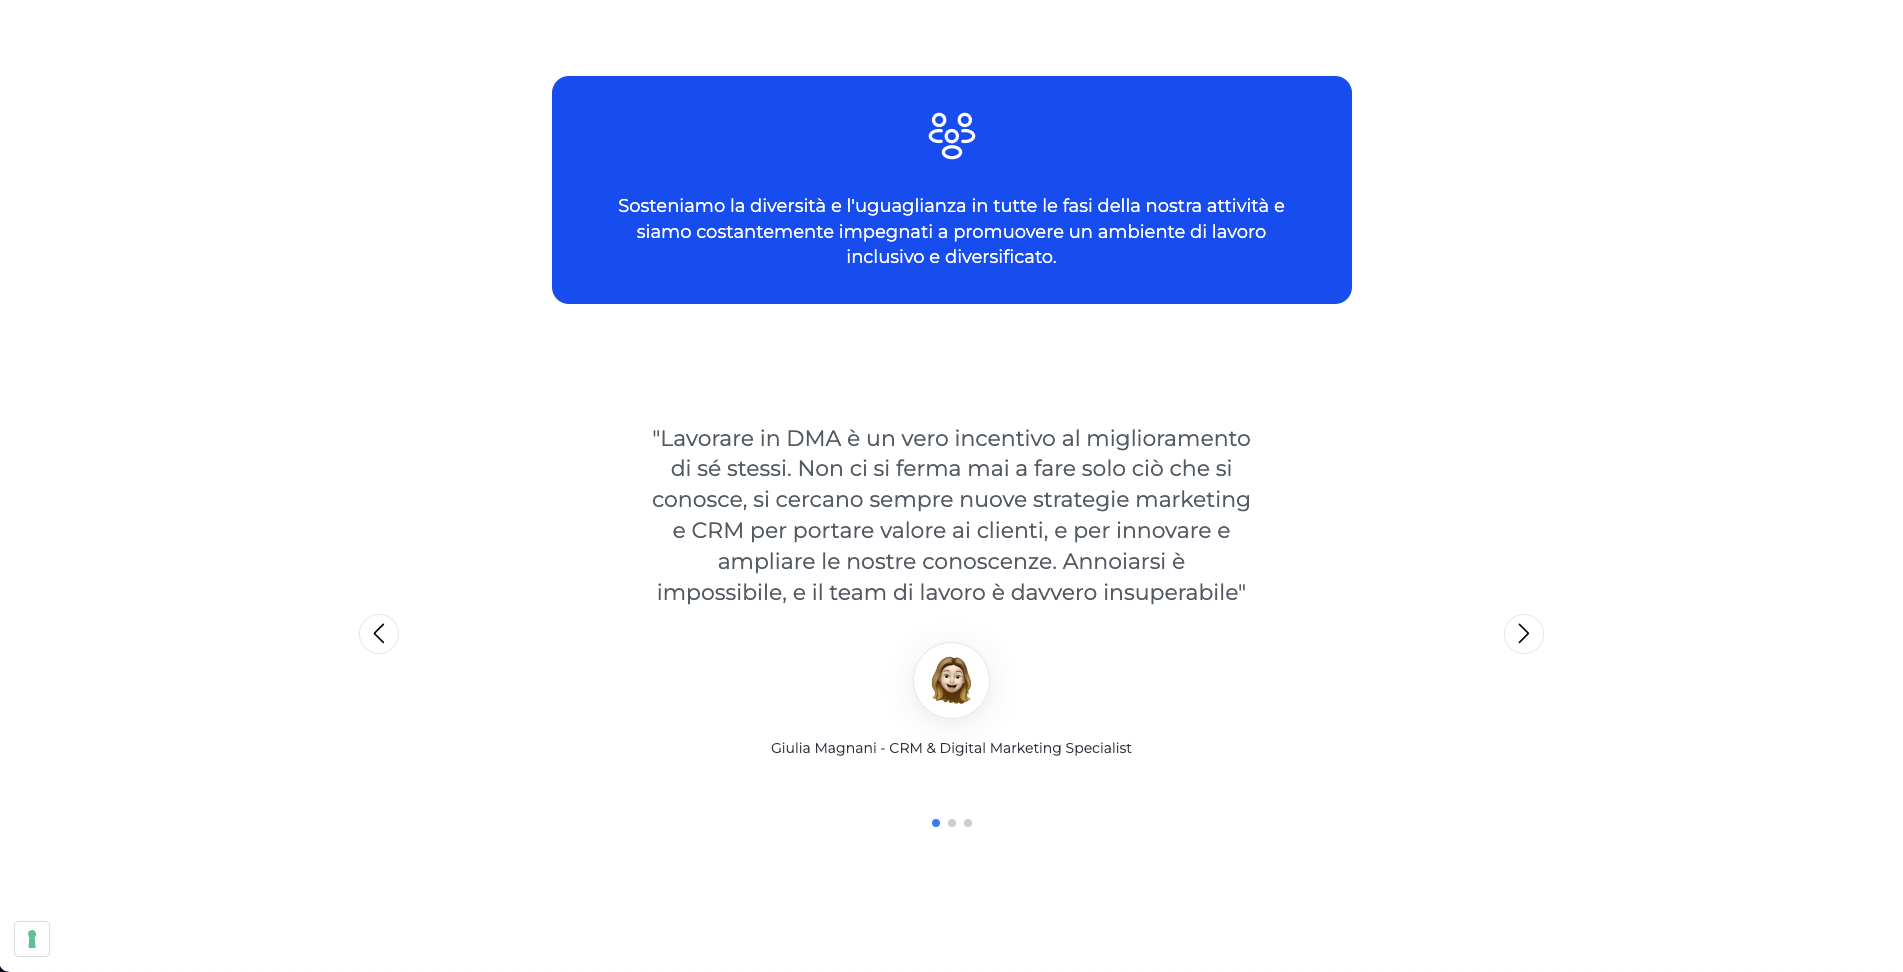 Sosteniamo la diversità e l'uguaglianza in tutte le fasi della nostra attività e
siamo costantemente impegnati a promuovere un ambiente di lavoro
inclusivo e diversificato.
"Lavorare in DMA è un vero incentivo al miglioramento
di sé stessi. Non ci si ferma mai a fare solo ciò che si
conosce, si cercano sempre nuove strategie marketing
e CRM per portare valore ai clienti, e per innovare e
ampliare le nostre conoscenze. Annoiarsi è
impossibile, e il team di lavoro è davvero insuperabile"
Giulia Magnani - CRM & Digital Marketing Specialist